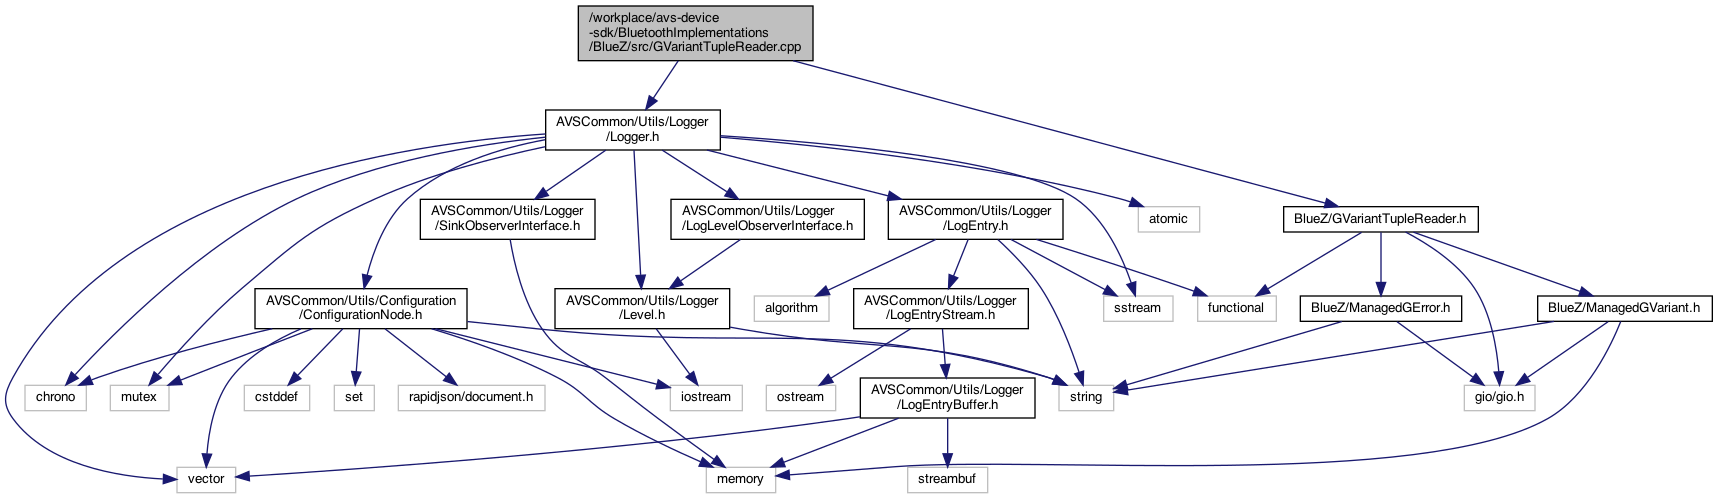 /workplace/avs-device
-sdk/BluetoothImplementations
/BlueZ/src/GVariantTupleReader.cpp
AVSCommon/Utils/Logger
/Logger.h
AVSCommon/Utils/Logger
/SinkObserverInterface.h
AVSCommon/Utils/Logger
/LogLevelObserverInterface.h
AVSCommon/Utils/Logger
/LogEntry.h
atomic
BlueZ/GVariantTupleReader.h
AVSCommon/Utils/Configuration
/ConfigurationNode.h
AVSCommon/Utils/Logger
/Level.h
algorithm
AVSCommon/Utils/Logger
/LogEntryStream.h
sstream
functional
BlueZ/ManagedGError.h
BlueZ/ManagedGVariant.h
chrono
mutex
cstddef
set
rapidjson/document.h
iostream
ostream
AVSCommon/Utils/Logger
/LogEntryBuffer.h
string
gio/gio.h
vector
memory
streambuf